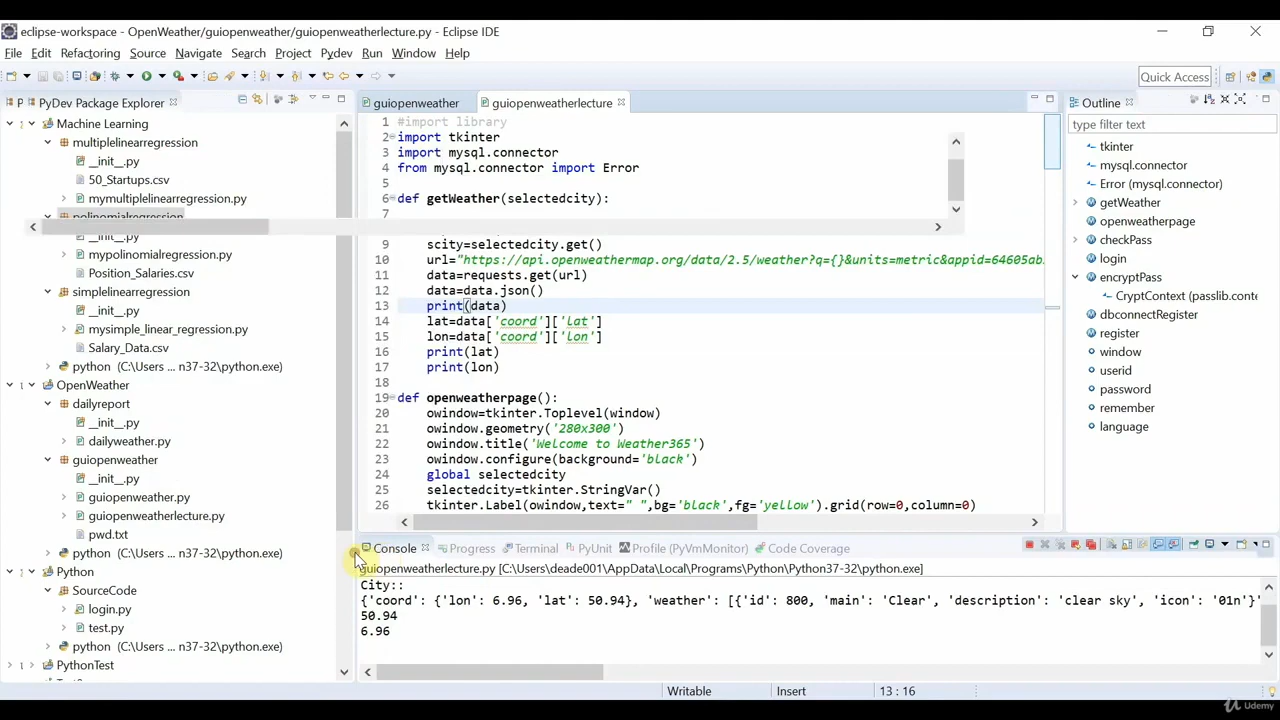 eclipse-workspace - OpenWeather/guiopenweather/guiopenweatherlecture.py - Eclipse IDE
File Edit Refactoring Source Navigate Search Project Pydev Run Window Help
Quick Access
P PyDev Package Explorer
Machine Learning
multiplelinearregression
__init__.py
50_Startups.csv
mymultiplelinearregression.py
polinomialregression
__init__.py
mypolinomialregression.py
Position_Salaries.csv
simplelinearregression
__init__.py
mysimple_linear_regression.py
Salary_Data.csv
python (C:\Users ... n37-32\python.exe)
OpenWeather
dailyreport
__init__.py
dailyweather.py
guiopenweather
__init__.py
guiopenweather.py
guiopenweatherlecture.py
pwd.txt
python (C:\Users ... n37-32\python.exe)
Python
SourceCode
login.py
test.py
python (C:\Users ... n37-32\python.exe)
PythonTest
guiopenweather guiopenweatherlecture
1 #import library
2 import tkinter
3 import mysql.connector
4 from mysql.connector import Error
5
6 def getWeather(selectedcity):
7
9 scity=selectedcity.get()
10 url="https://api.openweathermap.org/data/2.5/weather?q={}&units=metric&appid=64605ab
11 data=requests.get(url)
12 data=data.json()
13 print(data)
14 lat=data['coord']['lat']
15 lon=data['coord']['lon']
16 print(lat)
17 print(lon)
18
19 def openweatherpage():
20 owindow=tkinter.Toplevel(window)
21 owindow.geometry('280x300')
22 owindow.title('Welcome to Weather365')
23 owindow.configure(background='black')
24 global selectedcity
25 selectedcity=tkinter.StringVar()
26 tkinter.Label(owindow,text=" ",bg='black',fg='yellow').grid(row=0,column=0)
Outline
type filter text
tkinter
mysql.connector
Error (mysql.connector)
getWeather
openweatherpage
checkPass
login
encryptPass
CryptContext (passlib.conte
dbconnectRegister
register
window
userid
password
remember
language
Console Progress Terminal PyUnit Profile (PyVmMonitor) Code Coverage
guiopenweatherlecture.py [C:\Users\deade001\AppData\Local\Programs\Python\Python37-32\python.exe]
City::
{'coord': {'lon': 6.96, 'lat': 50.94}, 'weather': [{'id': 800, 'main': 'Clear', 'description': 'clear sky', 'icon': '01n'}
50.94
6.96
Writable Insert 13 : 16
Udemy